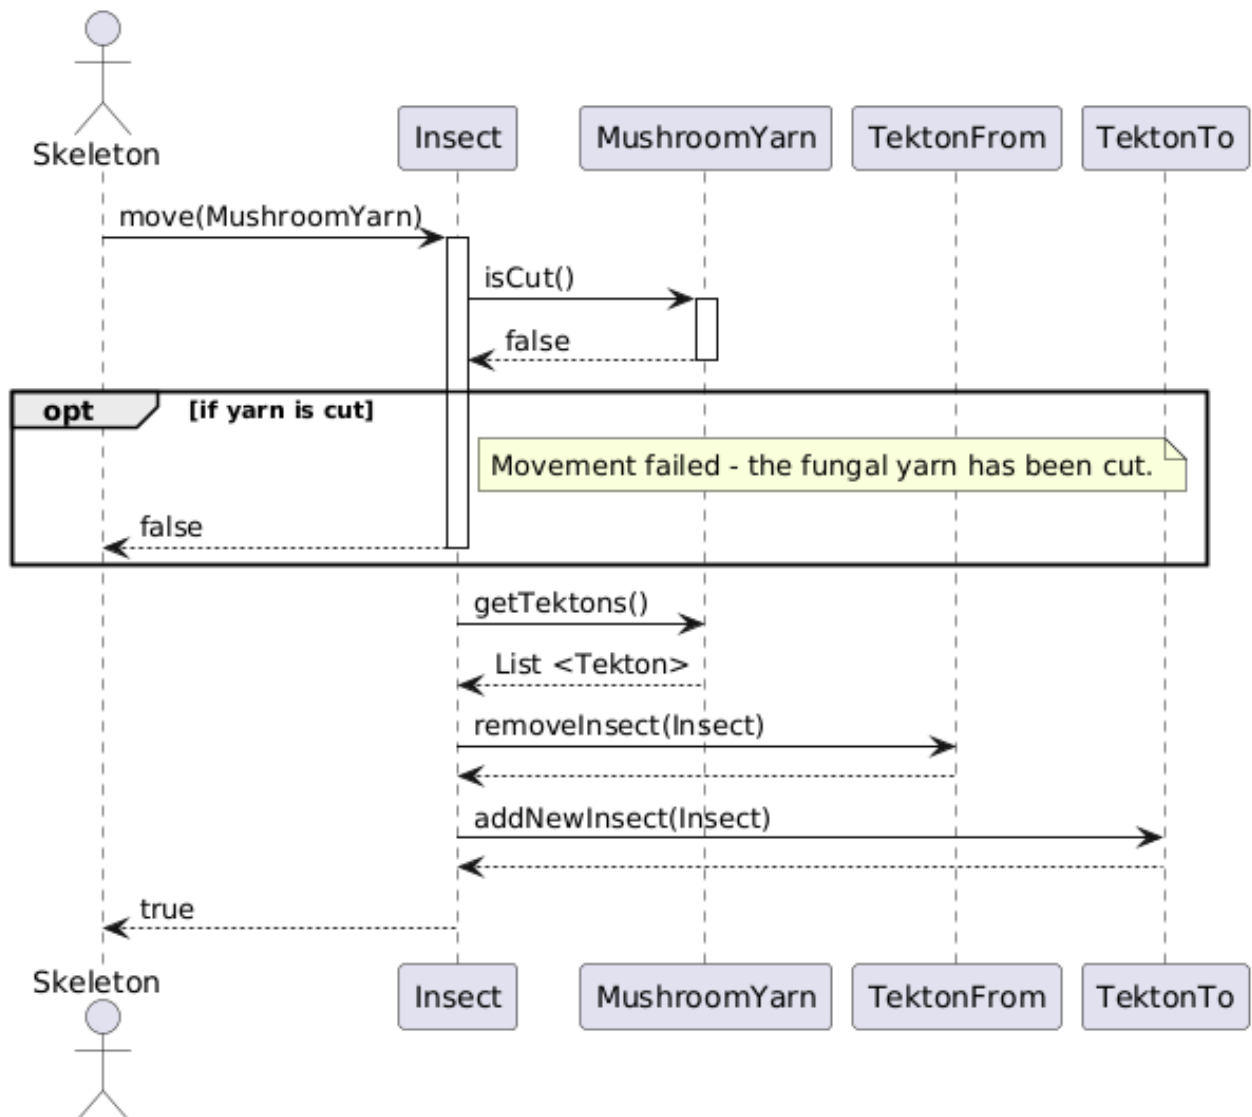 Skeleton
Insect
MushroomYarn
TektonFrom
TektonTo
move(MushroomYarn)
isCut()
false
opt
[if yarn is cut]
Movement failed - the fungal yarn has been cut.
false
getTektons()
List <Tekton>
removeInsect(Insect)
addNewInsect(Insect)
true
Skeleton
Insect
MushroomYarn
TektonFrom
TektonTo